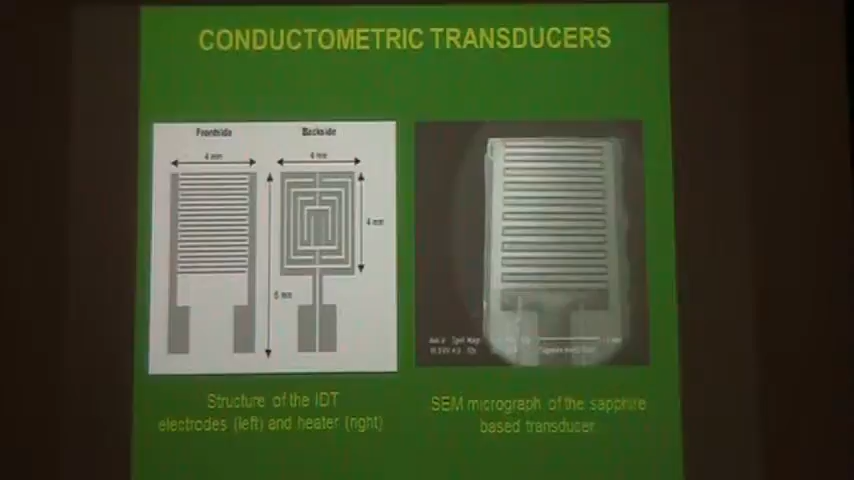 CONDUCTOMETRIC TRANSDUCERS
Frontside
Backside
4 mm
4 mm
4 mm
6 mm
Structure of the IDT
electrodes (left) and heater (right)
SEM micrograph of the sapphire
based transducer